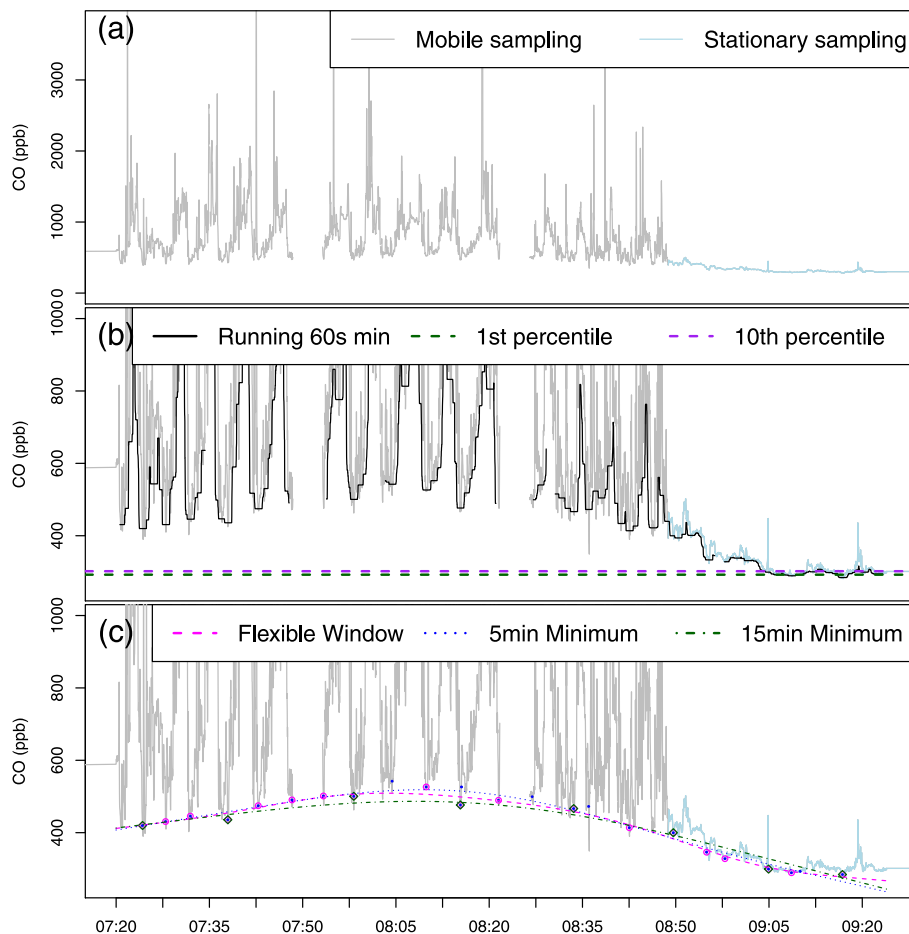 (a) Mobile sampling Stationary sampling
CO (ppb)
0 1000 2000 3000
(b) Running 60s min 1st percentile 10th percentile
CO (ppb)
400 600 800 1000
(c) Flexible Window 5min Minimum 15min Minimum
CO (ppb)
400 600 800 1000
07:20 07:35 07:50 08:05 08:20 08:35 08:50 09:05 09:20